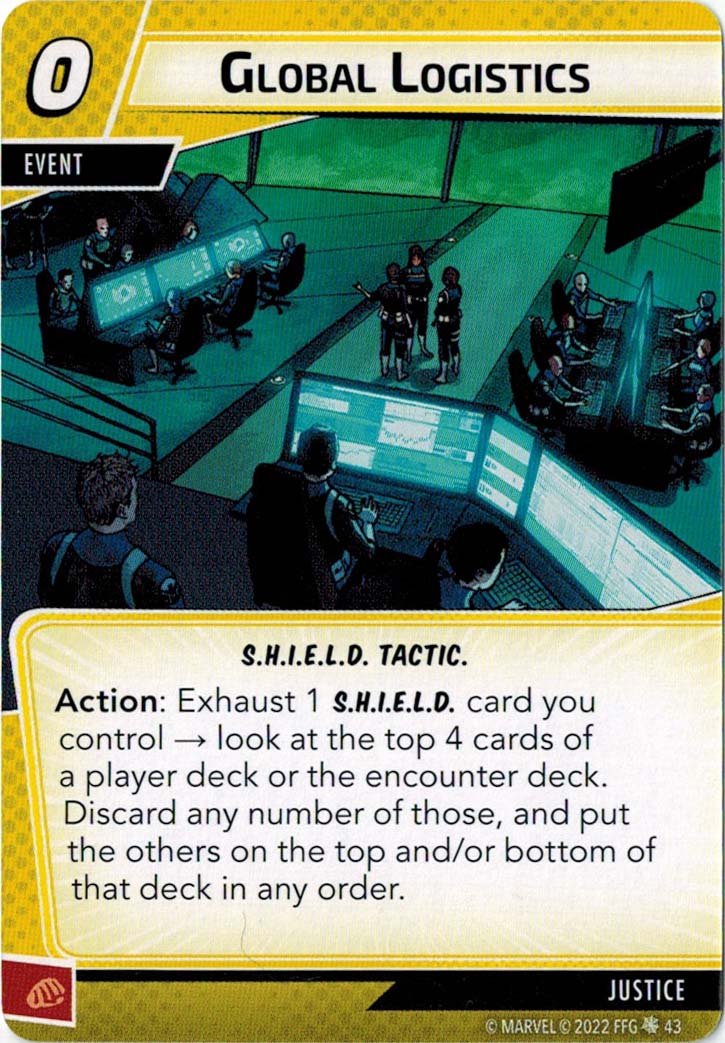 0
GLOBAL LOGISTICS
EVENT
S.H.I.E.L.D. TACTIC.
Action: Exhaust 1 S.H.I.E.L.D. card you
control → look at the top 4 cards of
a player deck or the encounter deck.
Discard any number of those, and put
the others on the top and/or bottom of
that deck in any order.
JUSTICE
© MARVEL © 2022 FFG 43